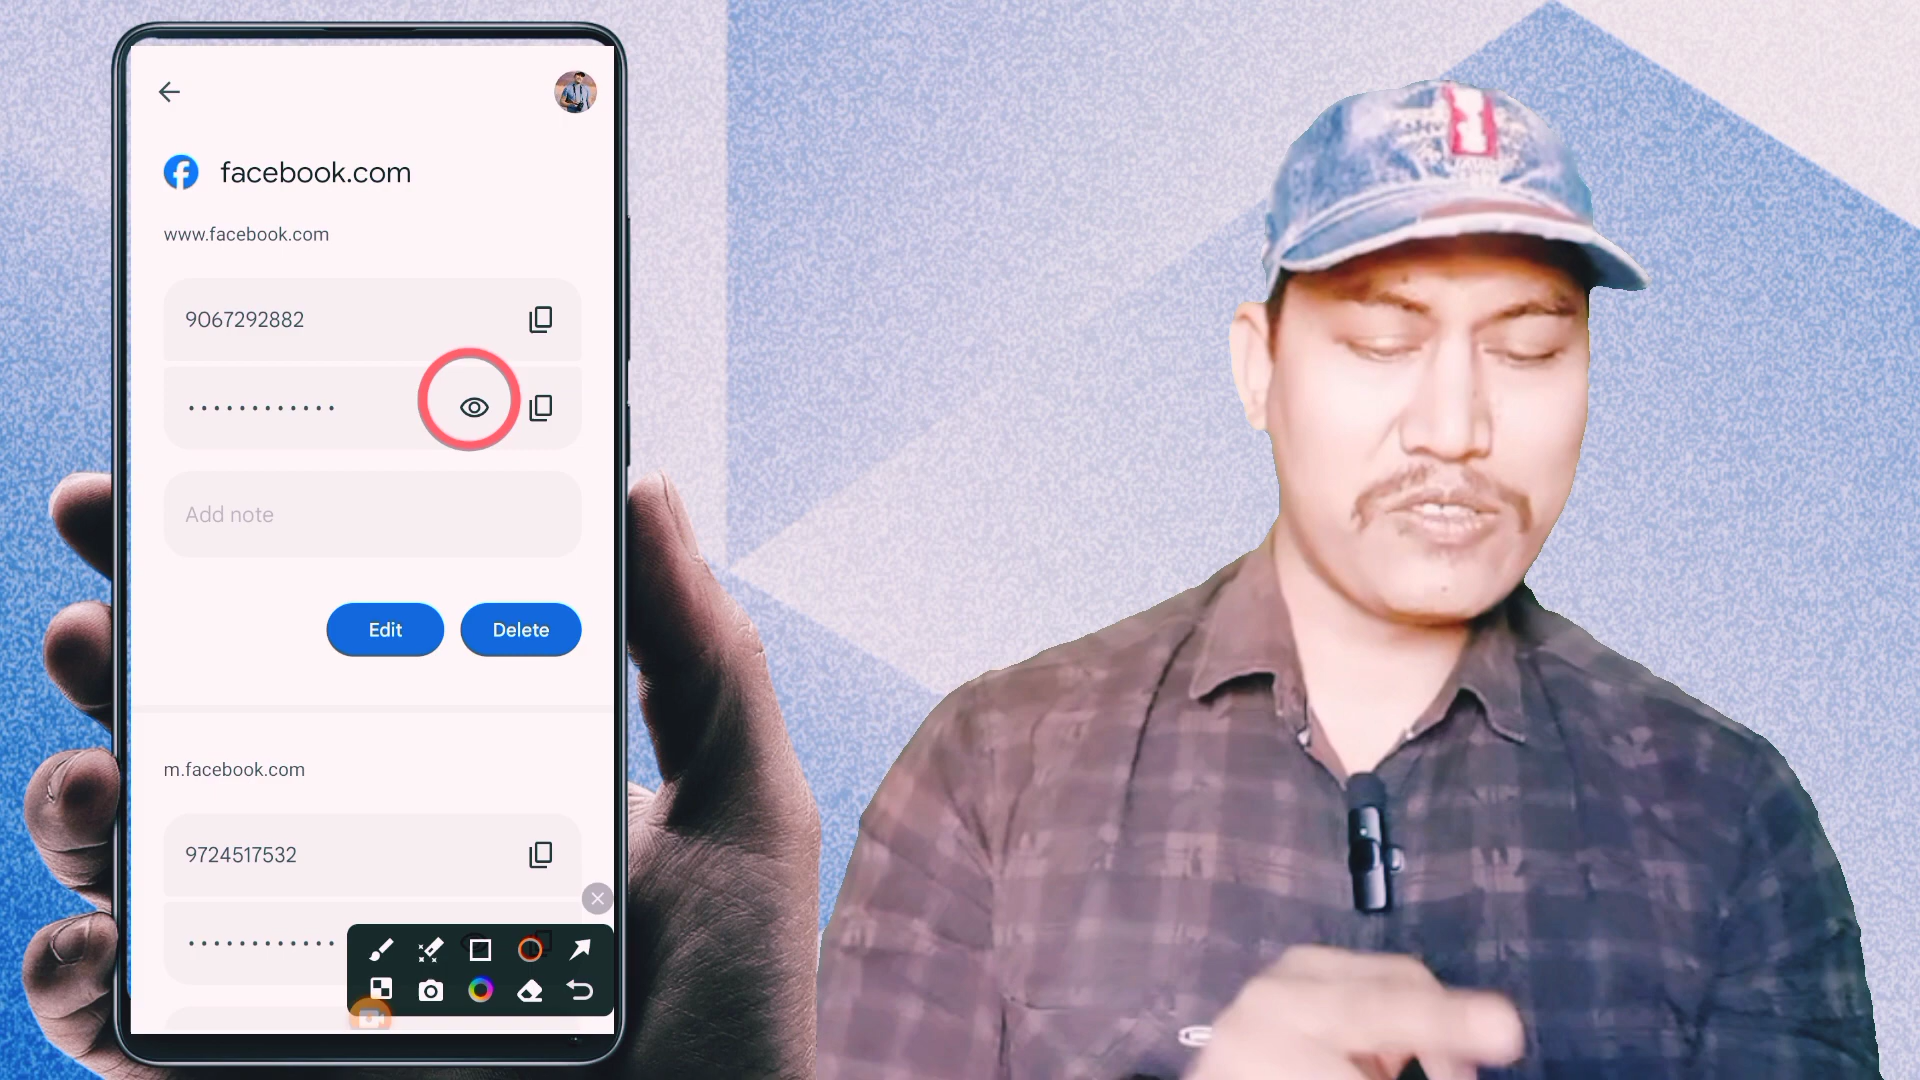 facebook.com
www.facebook.com
9067292882
............
Add note
Edit
Delete
m.facebook.com
9724517532
............